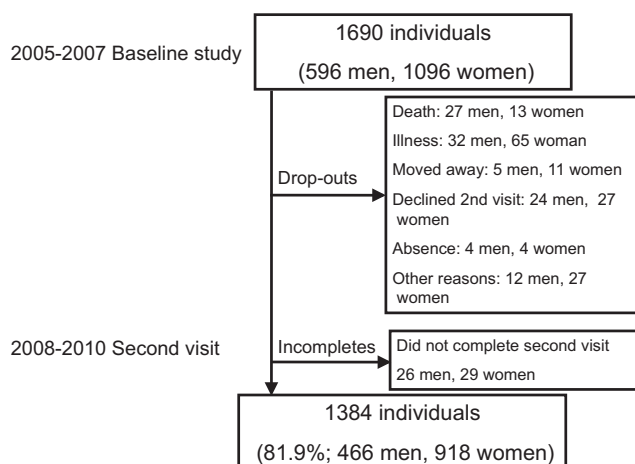 1690 individuals
2005-2007 Baseline study
(596 men, 1096 women)
Death: 27 men, 13 women
Illness: 32 men, 65 woman
Moved away: 5 men, 11 women
Drop-outs
Declined 2nd visit: 24 men, 27
women
Absence: 4 men, 4 women
Other reasons: 12 men, 27
women
2008-2010 Second visit
Incompletes
Did not complete second visit
26 men, 29 women
1384 individuals
(81.9%; 466 men, 918 women)